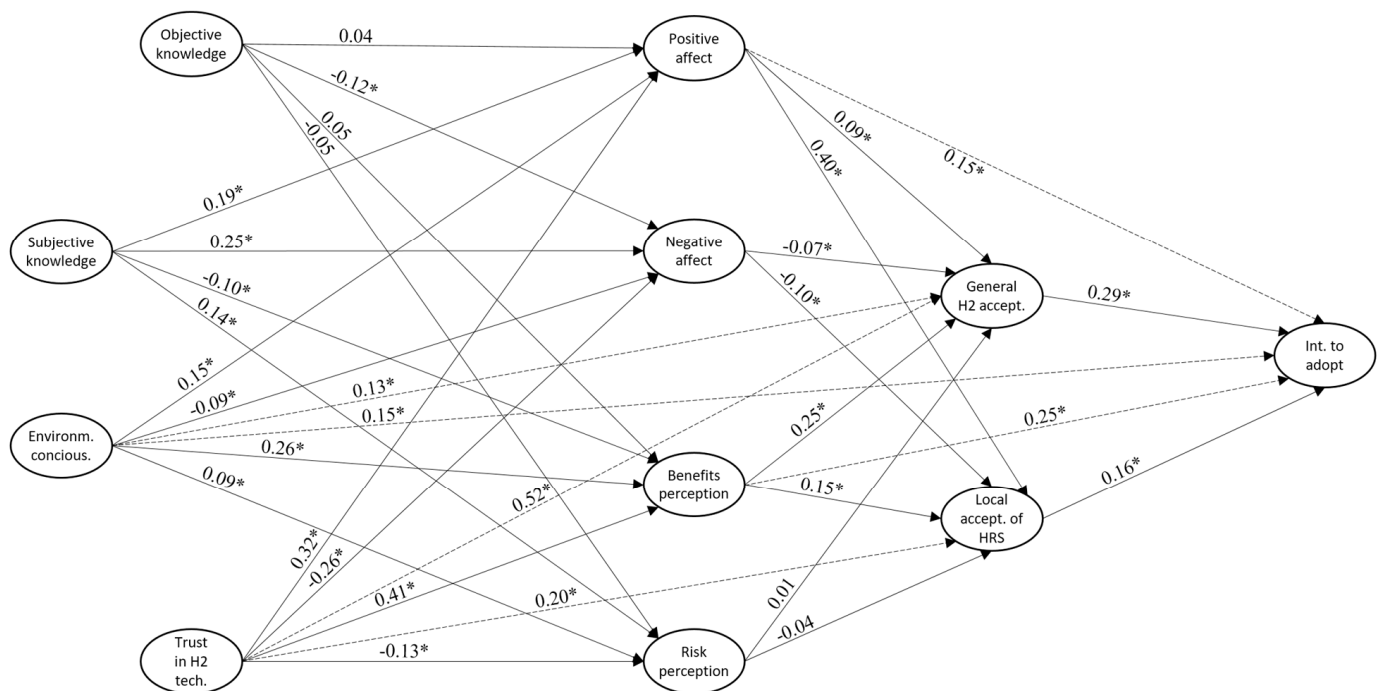 Objective
knowledge
0.04
Positive
affect
-0.12*
0.05
-0.05
0.09*
0.40*
0.15*
0.19*
Subjective
knowledge
0.25*
Negative
affect
-0.07*
-0.10*
0.14*
-0.10*
General
H2 accept.
0.29*
Int. to
adopt
0.15*
-0.09*
0.13*
0.15*
Environm.
concious.
0.26*
0.09*
0.25*
0.25*
Benefits
perception
0.15*
0.16*
0.52*
Local
accept. of
HRS
0.32*
-0.26*
0.41*
0.20*
0.01
-0.04
Trust
in H2
tech.
-0.13*
Risk
perception